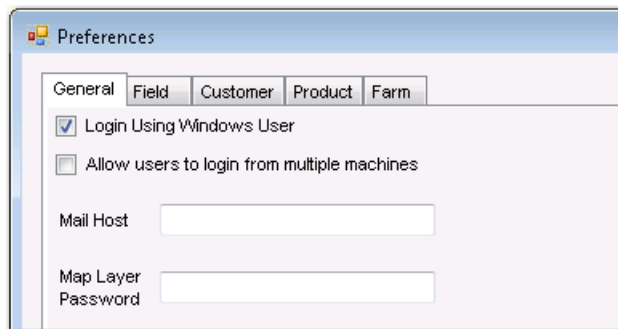 Preferences
General Field Customer Product Farm
Login Using Windows User
Allow users to login from multiple machines
Mail Host
Map Layer
Password